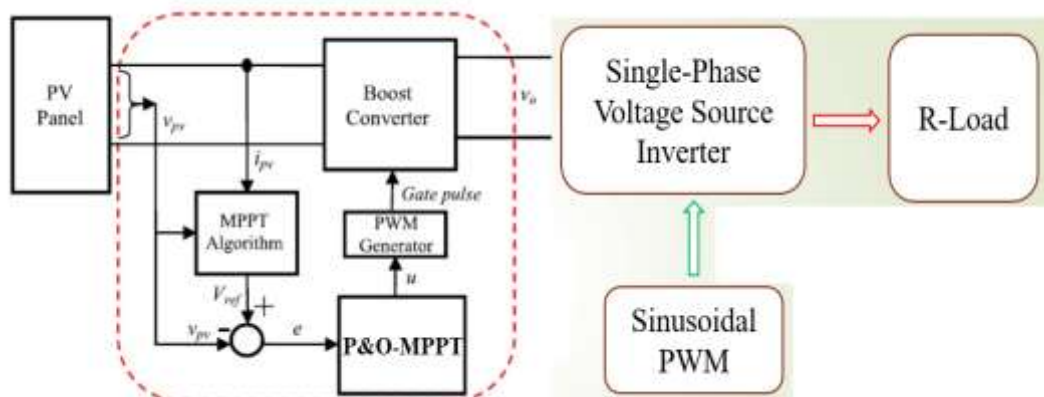 PV
Panel
v_pv
i_pv
MPPT
Algorithm
V_ref
+
-
v_pv
e
P&O-MPPT
u
PWM
Generator
Gate pulse
Boost
Converter
v_o
Single-Phase
Voltage Source
Inverter
R-Load
Sinusoidal
PWM